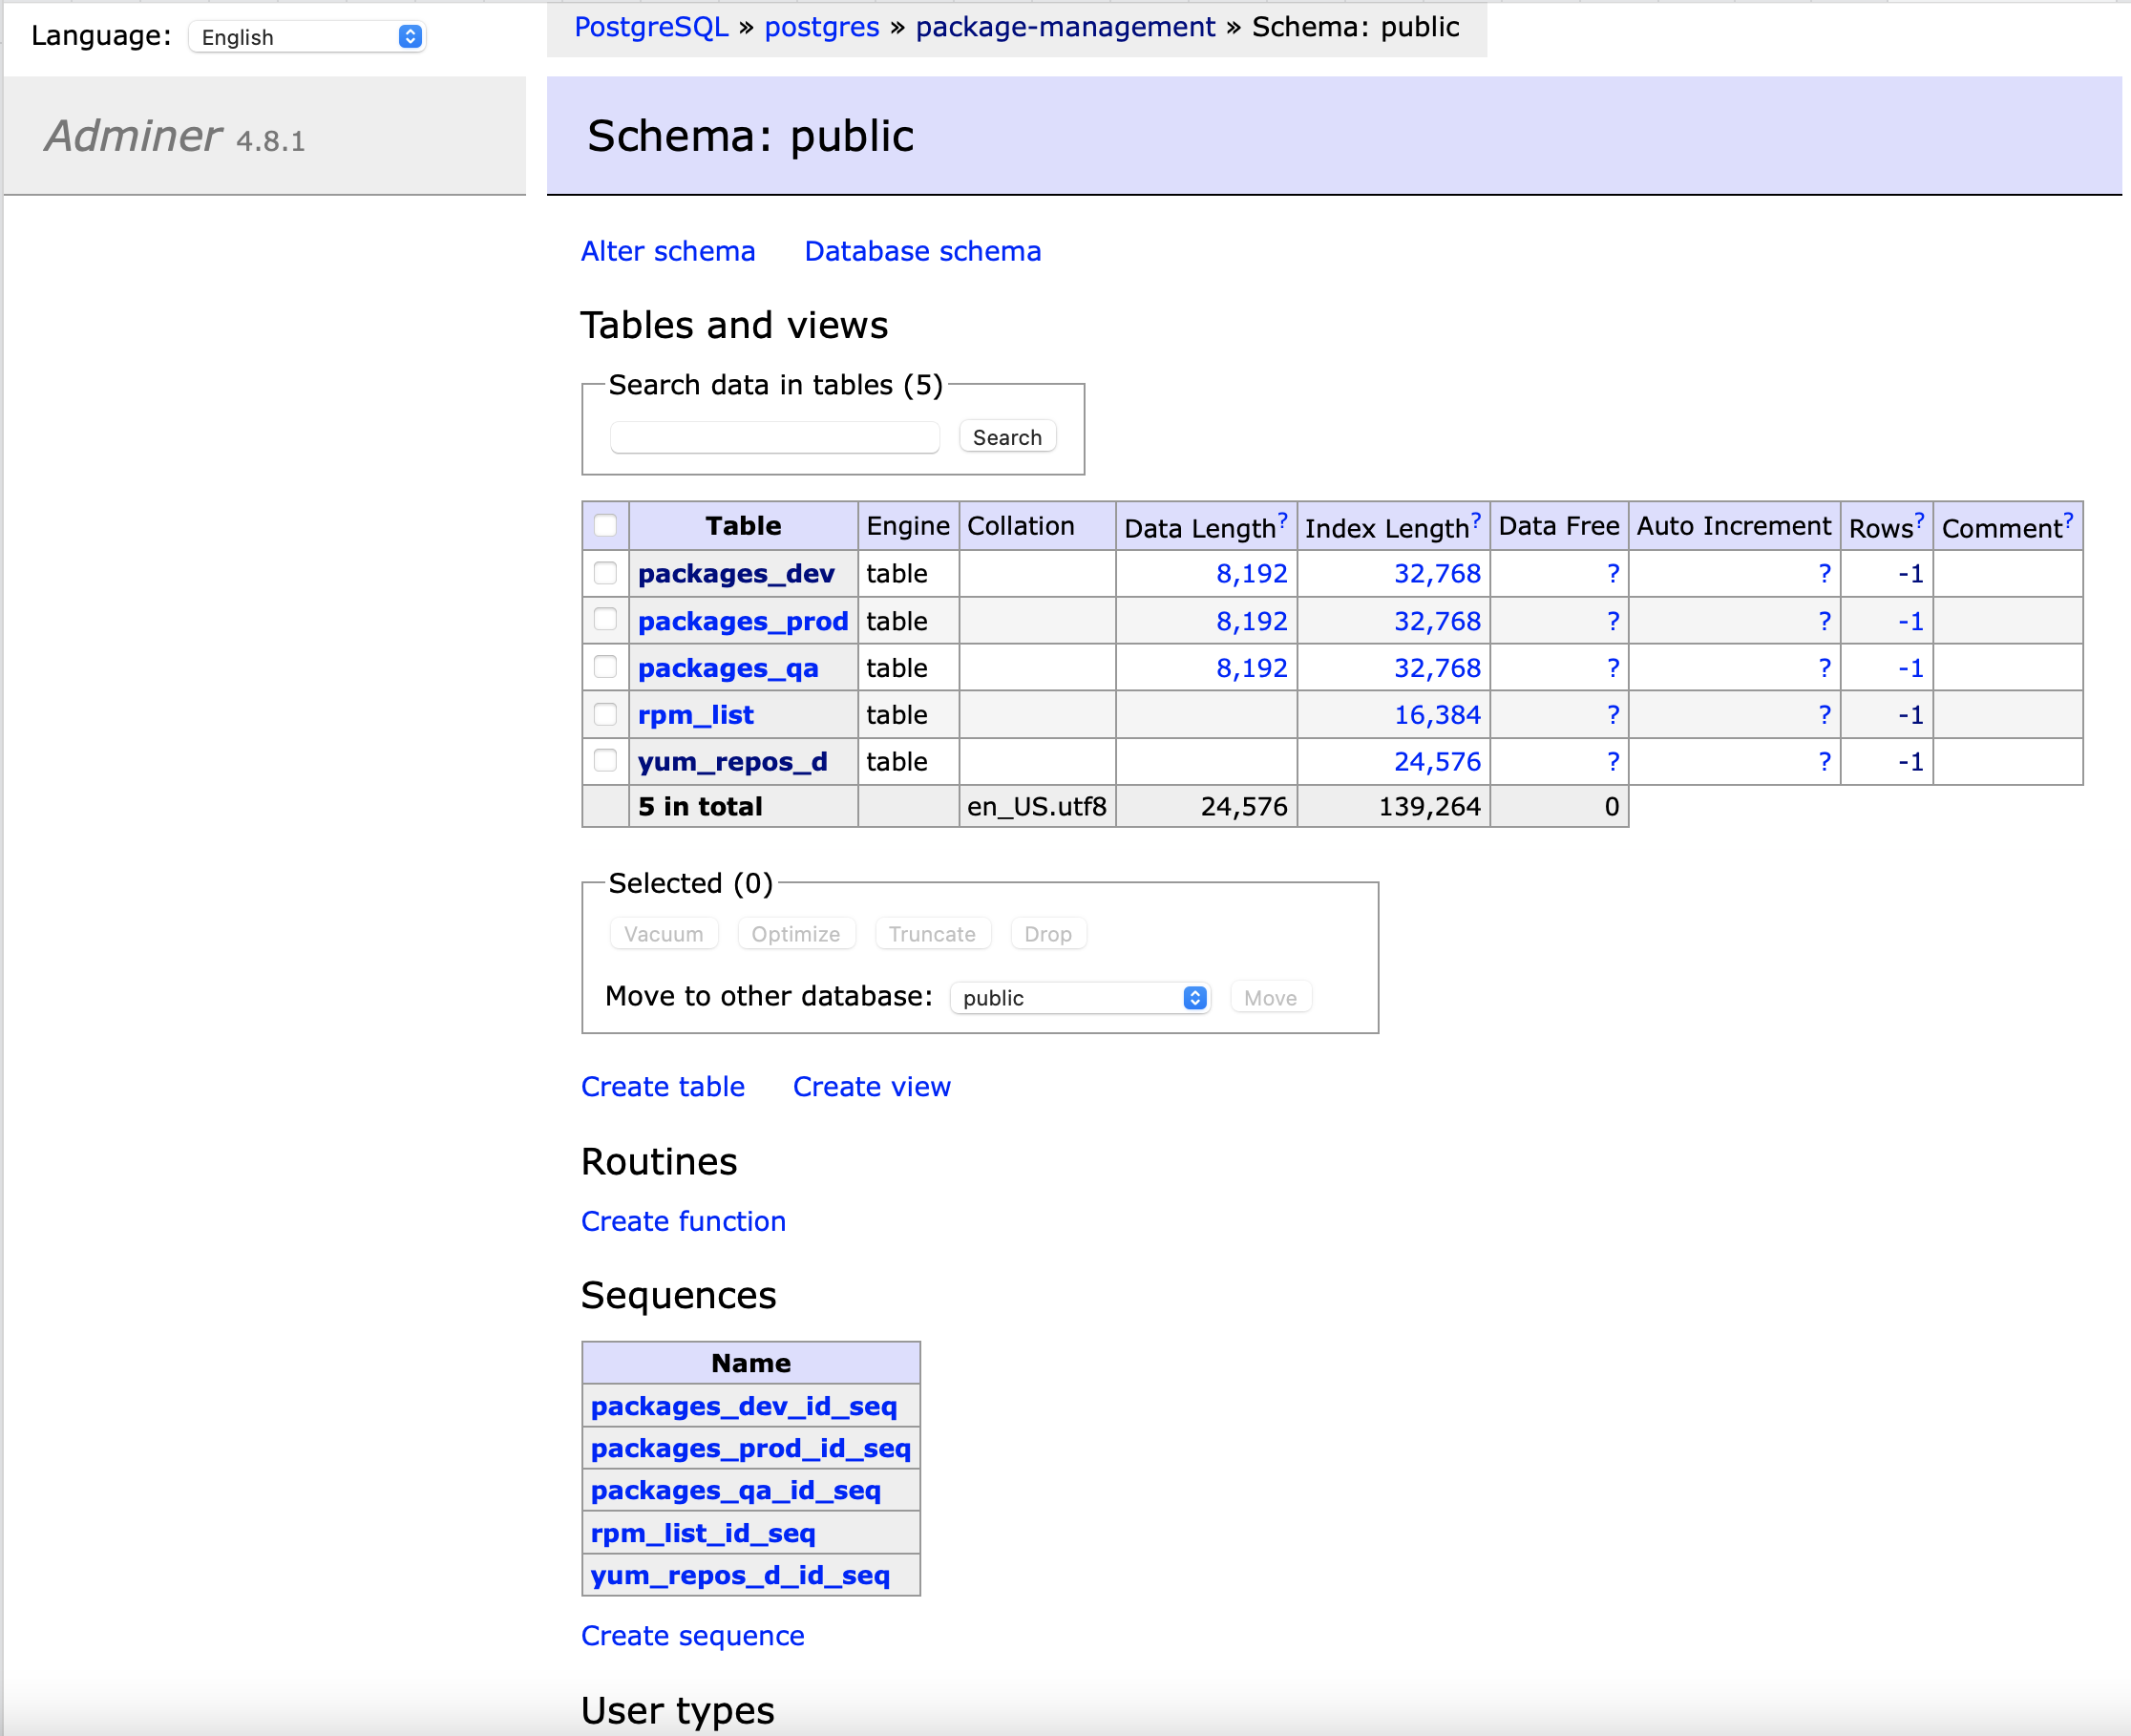 Language: English
PostgreSQL » postgres » package-management » Schema: public
Adminer 4.8.1
Schema: public
Alter schema Database schema
Tables and views
Search data in tables (5)
Search
Table Engine Collation Data Length? Index Length? Data Free Auto Increment Rows? Comment?
packages_dev table 8,192 32,768 ? ? -1
packages_prod table 8,192 32,768 ? ? -1
packages_qa table 8,192 32,768 ? ? -1
rpm_list table 16,384 ? ? -1
yum_repos_d table 24,576 ? ? -1
5 in total en_US.utf8 24,576 139,264 0
Selected (0)
Vacuum Optimize Truncate Drop
Move to other database: public Move
Create table Create view
Routines
Create function
Sequences
Name
packages_dev_id_seq
packages_prod_id_seq
packages_qa_id_seq
rpm_list_id_seq
yum_repos_d_id_seq
Create sequence
User types